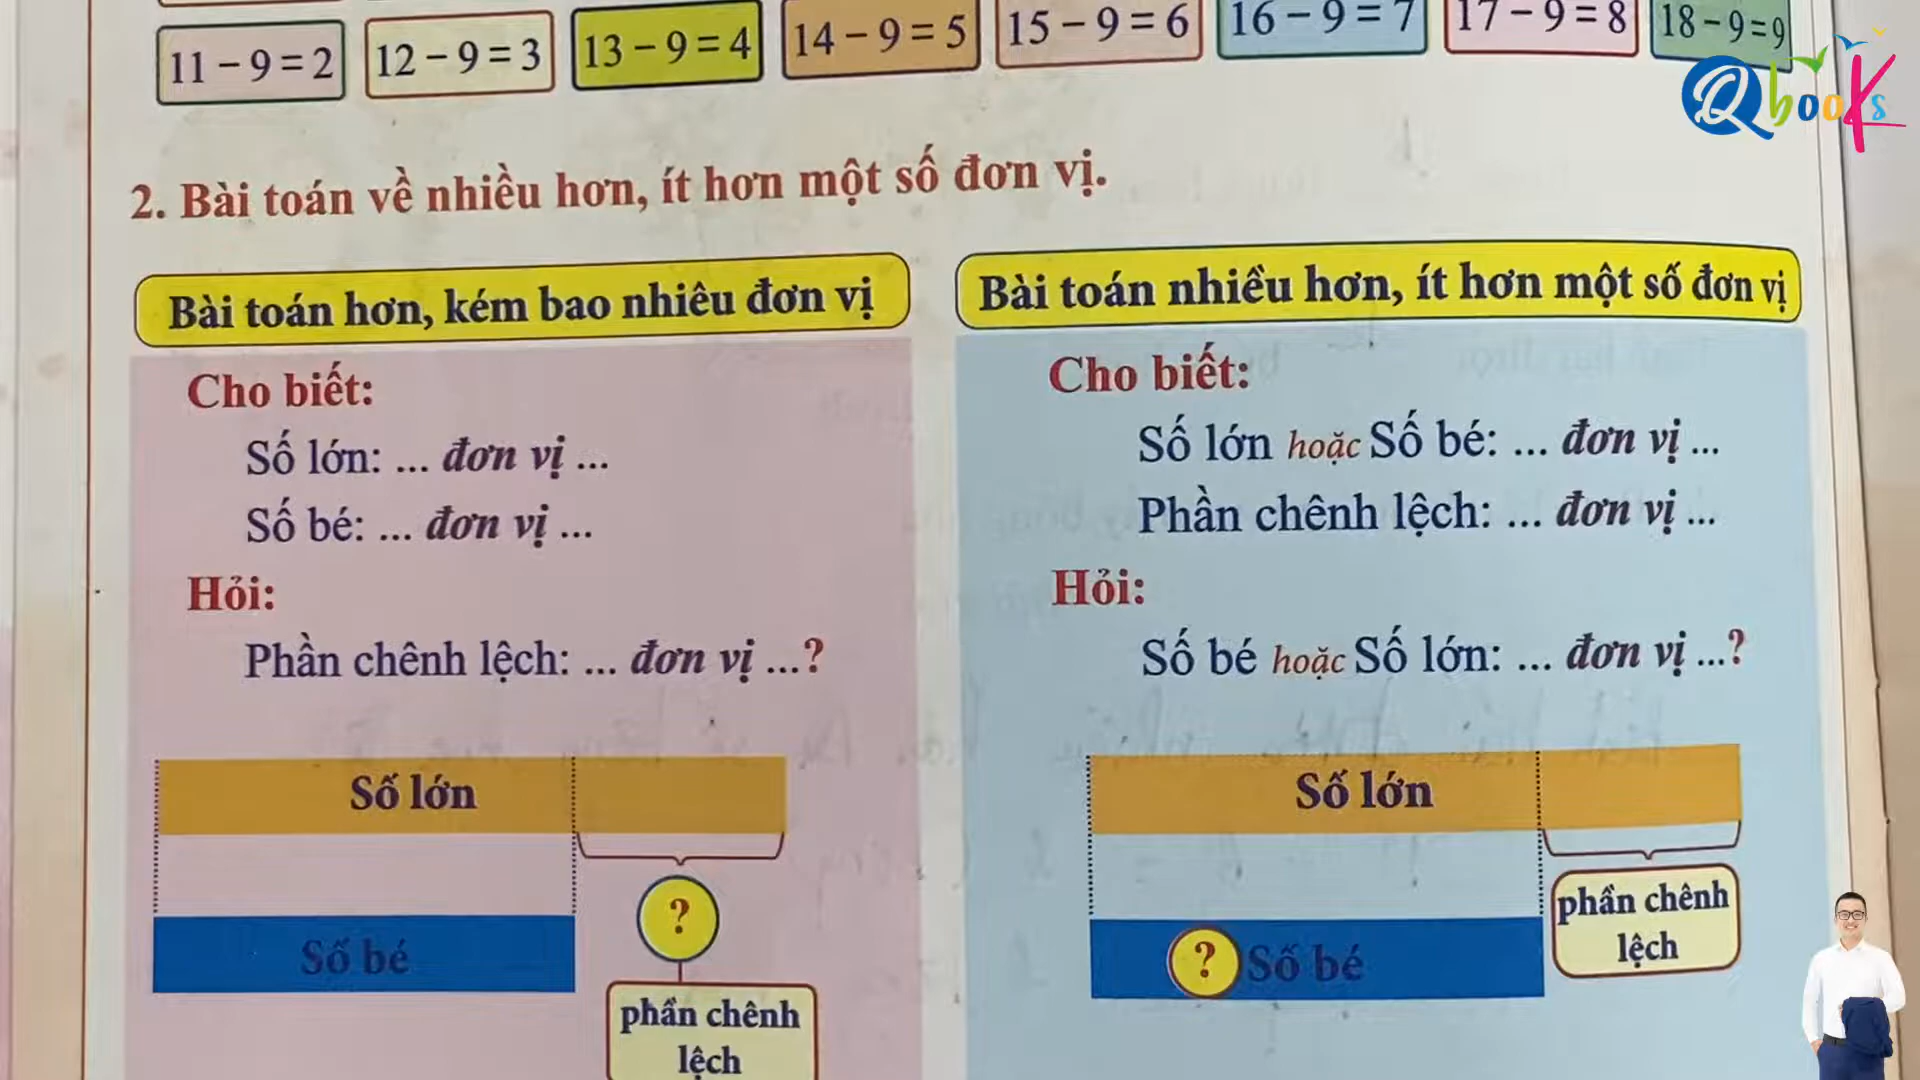 11 – 9 = 2 12 – 9 = 3 13 – 9 = 4 14 – 9 = 5 15 – 9 = 6 16 – 9 = 7 17 – 9 = 8 18 – 9 = 9
Qbooks
2. Bài toán về nhiều hơn, ít hơn một số đơn vị.
Bài toán hơn, kém bao nhiêu đơn vị
Cho biết:
Số lớn: ... đơn vị ...
Số bé: ... đơn vị ...
Hỏi:
Phần chênh lệch: ... đơn vị ...?
Số lớn
?
Số bé
phần chênh
lệch
Bài toán nhiều hơn, ít hơn một số đơn vị
Cho biết:
Số lớn hoặc Số bé: ... đơn vị ...
Phần chênh lệch: ... đơn vị ...
Hỏi:
Số bé hoặc Số lớn: ... đơn vị ...?
Số lớn
phần chênh
lệch
? Số bé